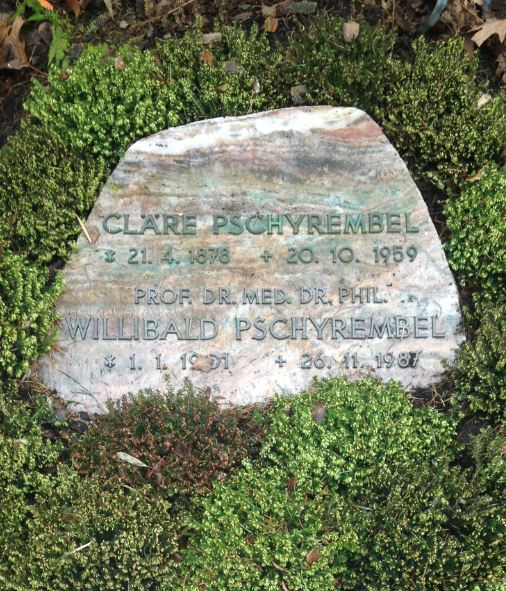 CLÄRE PSCHYREMBEL
* 21. 4. 1878 + 20. 10. 1959
PROF. DR. MED. DR. PHIL.
WILLIBALD PSCHYREMBEL
* 1. 1. 1901 + 26. 11. 1987